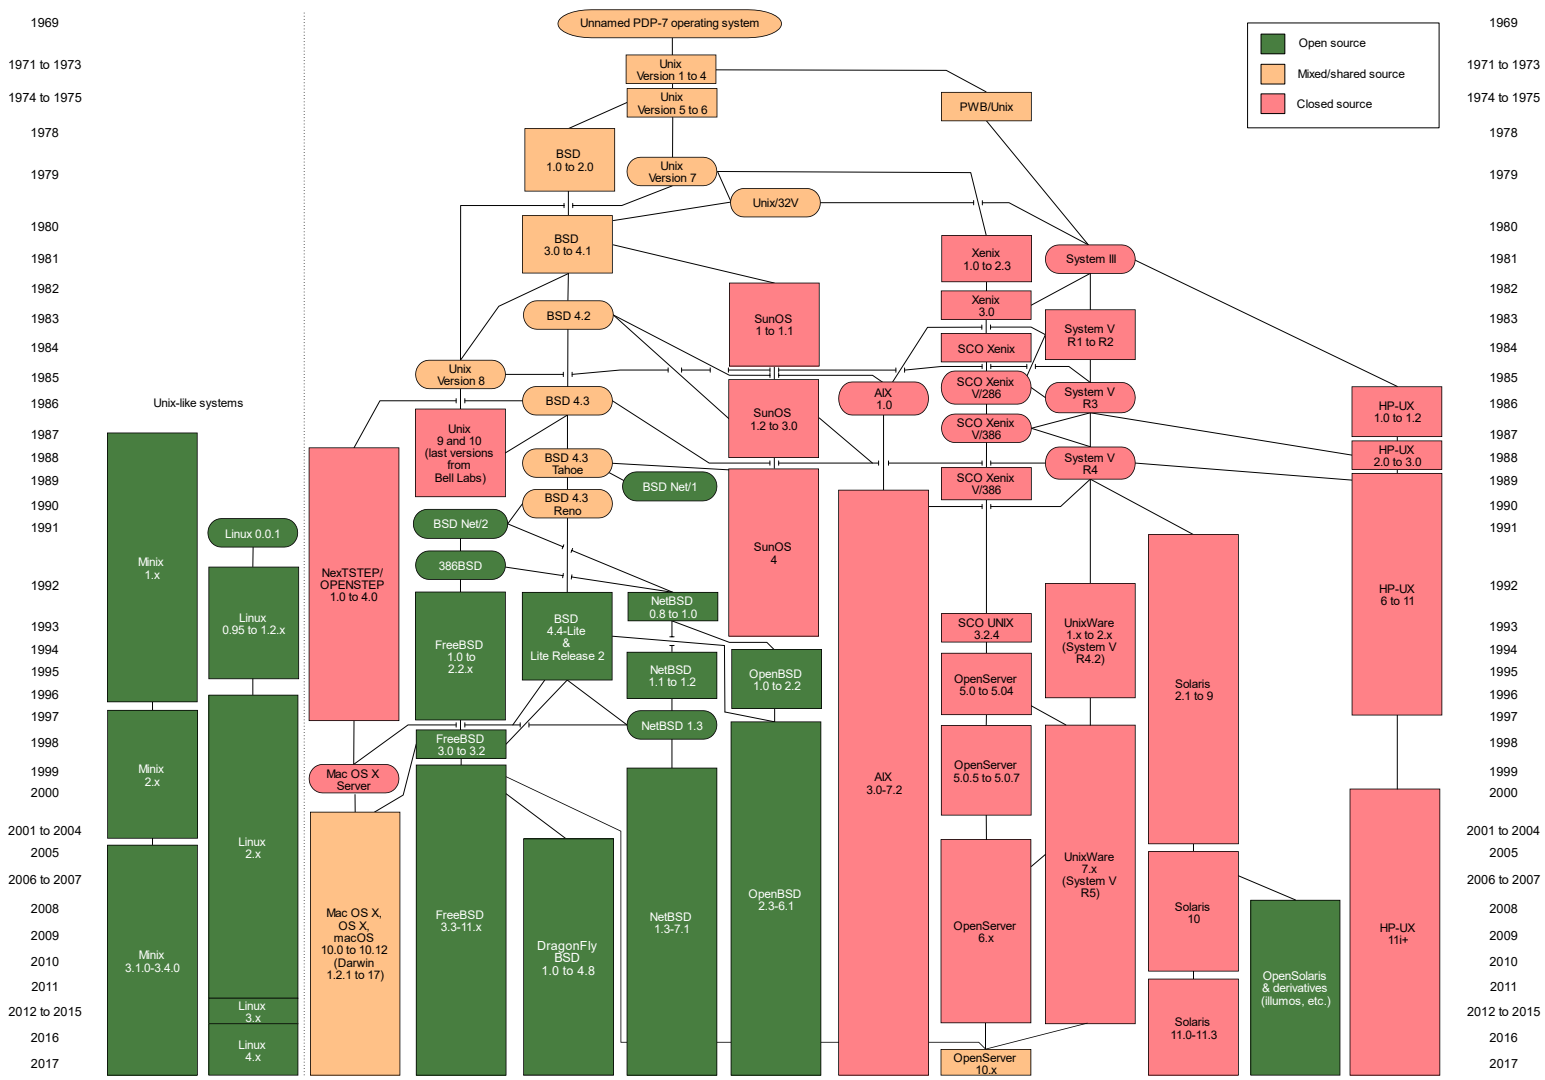 1969
1971 to 1973
1974 to 1975
1978
1979
1980
1981
1982
1983
1984
1985
1986
1987
1988
1989
1990
1991
1992
1993
1994
1995
1996
1997
1998
1999
2000
2001 to 2004
2005
2006 to 2007
2008
2009
2010
2011
2012 to 2015
2016
2017
Unix-like systems
Minix
1.x
Minix
2.x
Minix
3.1.0-3.4.0
Linux 0.0.1
Linux
0.95 to 1.2.x
Linux
2.x
Linux
3.x
Linux
4.x
Unnamed PDP-7 operating system
Unix
Version 1 to 4
Unix
Version 5 to 6
PWB/Unix
BSD
1.0 to 2.0
Unix
Version 7
Unix/32V
BSD
3.0 to 4.1
Xenix
1.0 to 2.3
System III
Xenix
3.0
BSD 4.2
SunOS
1 to 1.1
System V
R1 to R2
SCO Xenix
Unix
Version 8
SCO Xenix
V/286
AIX
1.0
System V
R3
BSD 4.3
SunOS
1.2 to 3.0
HP-UX
1.0 to 1.2
Unix
9 and 10
(last versions
from
Bell Labs)
SCO Xenix
V/386
HP-UX
2.0 to 3.0
BSD 4.3
Tahoe
System V
R4
BSD Net/1
SCO Xenix
V/386
BSD 4.3
Reno
BSD Net/2
SunOS
4
386BSD
NexTSTEP/
OPENSTEP
1.0 to 4.0
NetBSD
0.8 to 1.0
HP-UX
6 to 11
FreeBSD
1.0 to
2.2.x
BSD
4.4-Lite
&
Lite Release 2
SCO UNIX
3.2.4
UnixWare
1.x to 2.x
(System V
R4.2)
NetBSD
1.1 to 1.2
OpenBSD
1.0 to 2.2
OpenServer
5.0 to 5.04
Solaris
2.1 to 9
NetBSD 1.3
FreeBSD
3.0 to 3.2
OpenServer
5.0.5 to 5.0.7
Mac OS X
Server
AIX
3.0-7.2
UnixWare
7.x
(System V
R5)
Mac OS X,
OS X,
macOS
10.0 to 10.12
(Darwin
1.2.1 to 17)
FreeBSD
3.3-11.x
DragonFly
BSD
1.0 to 4.8
NetBSD
1.3-7.1
OpenBSD
2.3-6.1
OpenServer
6.x
Solaris
10
HP-UX
11i+
OpenSolaris
& derivatives
(illumos, etc.)
Solaris
11.0-11.3
OpenServer
10.x
Open source
Mixed/shared source
Closed source
1969
1971 to 1973
1974 to 1975
1978
1979
1980
1981
1982
1983
1984
1985
1986
1987
1988
1989
1990
1991
1992
1993
1994
1995
1996
1997
1998
1999
2000
2001 to 2004
2005
2006 to 2007
2008
2009
2010
2011
2012 to 2015
2016
2017